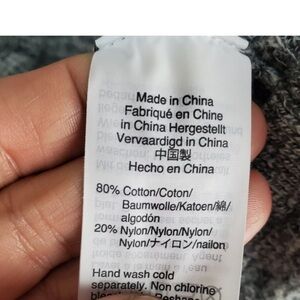 Made in China
Fabriqué en Chine
in China Hergestellt
Vervaardigd in China
中国製
Hecho en China
80% Cotton/Coton/
Baumwolle/Katoen/綿/
algodón
20% Nylon/Nylon/Nylon/
Nylon/ナイロン/nailon
Hand wash cold
separately. Non chlorine